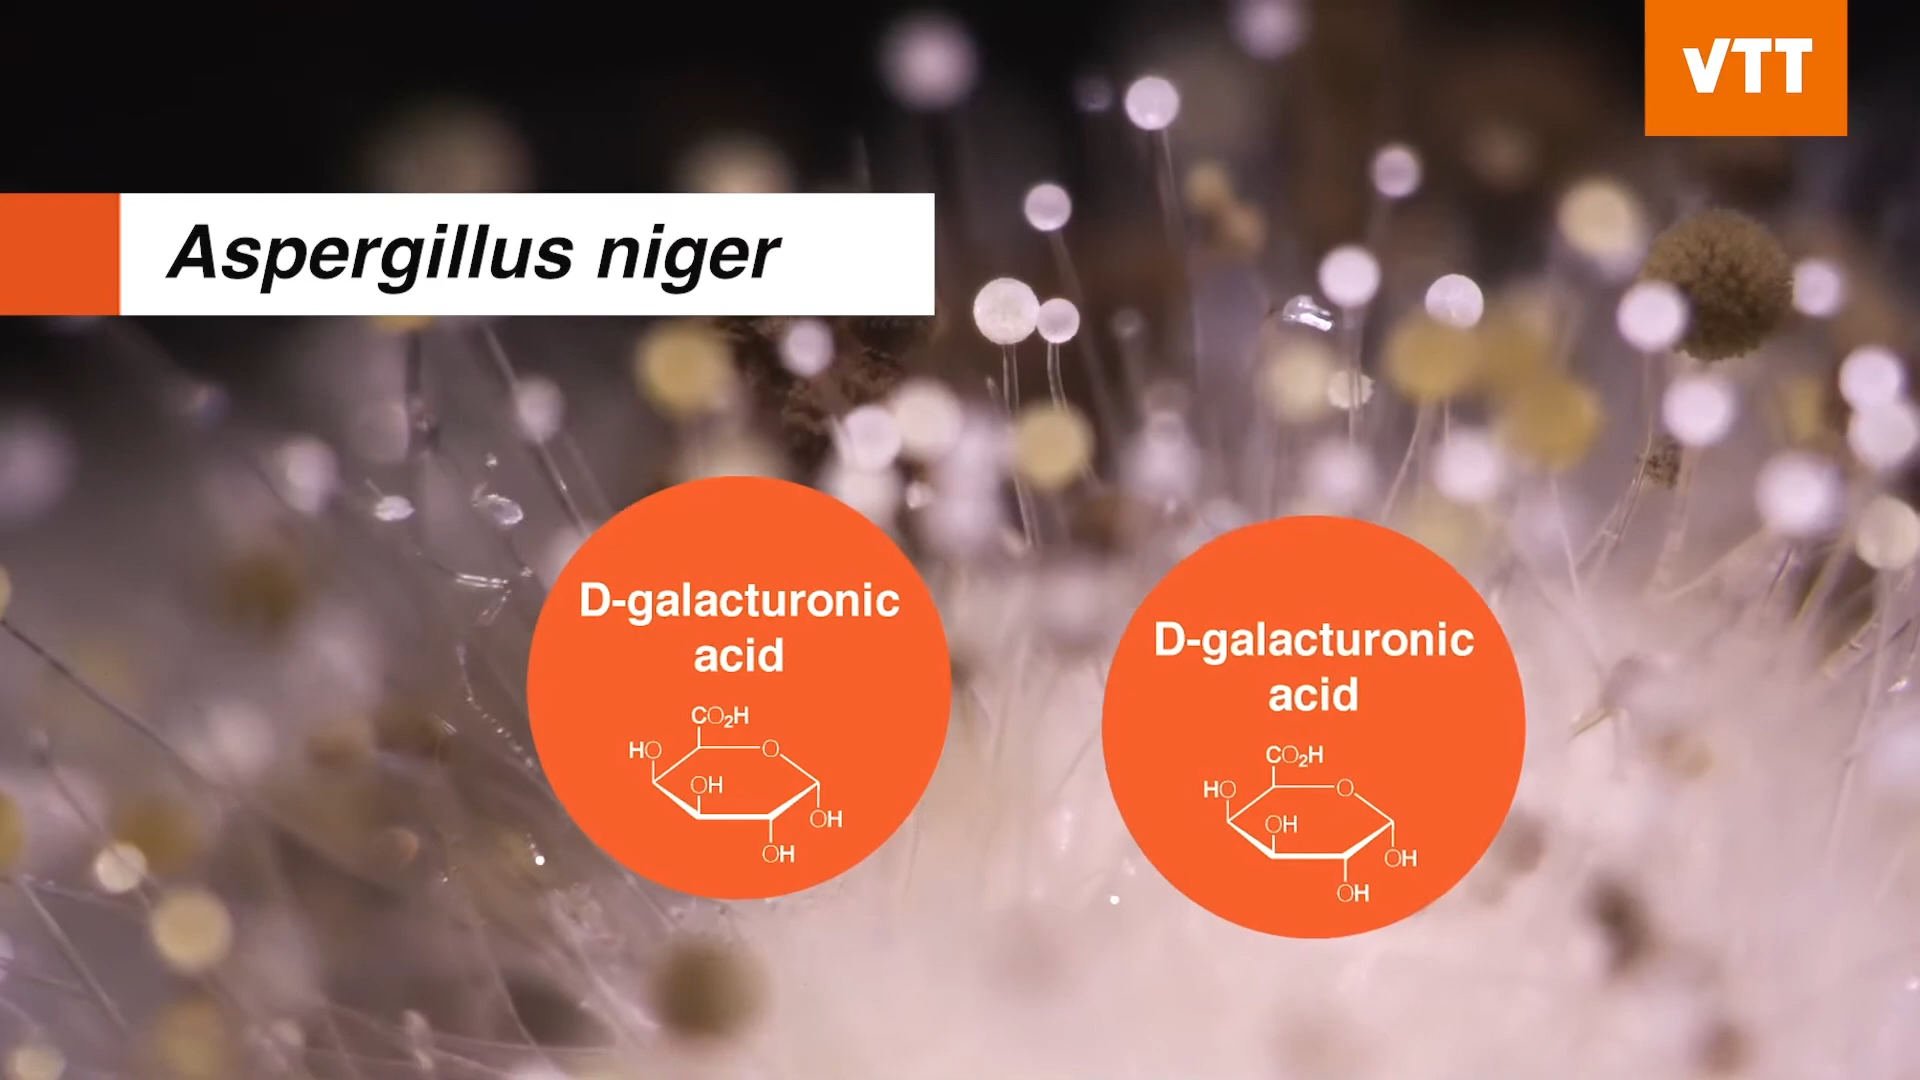 VTT
Aspergillus niger
D-galacturonic
acid
CO₂H
HO
O
OH
OH
OH
D-galacturonic
acid
CO₂H
HO
O
OH
OH
OH